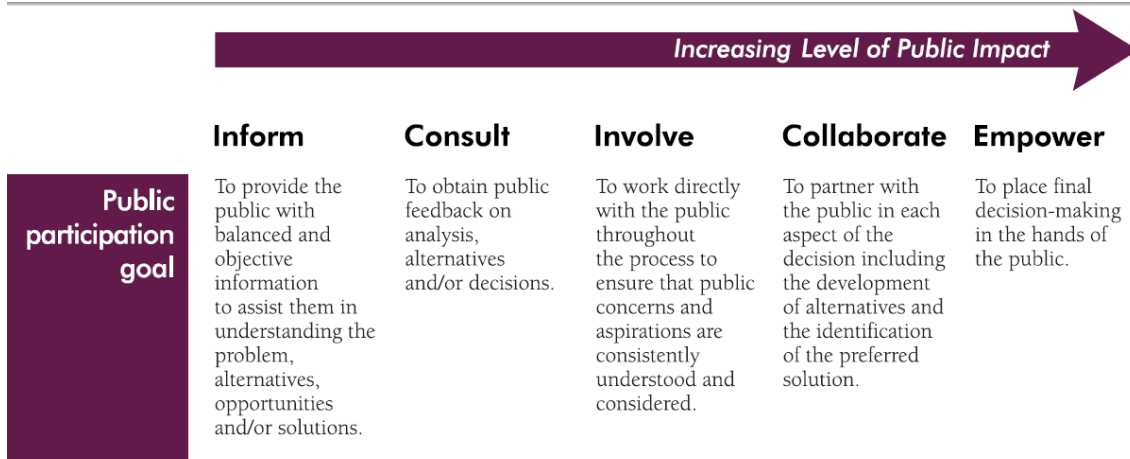 Increasing Level of Public Impact
Inform
Consult
Involve
Collaborate
Empower
Public
participation
goal
To provide the
public with
balanced and
objective
information
to assist them in
understanding the
problem,
alternatives,
opportunities
and/or solutions.
To obtain public
feedback on
analysis,
alternatives
and/or decisions.
To work directly
with the public
throughout
the process to
ensure that public
concerns and
aspirations are
consistently
understood and
considered.
To partner with
the public in each
aspect of the
decision including
the development
of alternatives and
the identification
of the preferred
solution.
To place final
decision-making
in the hands of
the public.